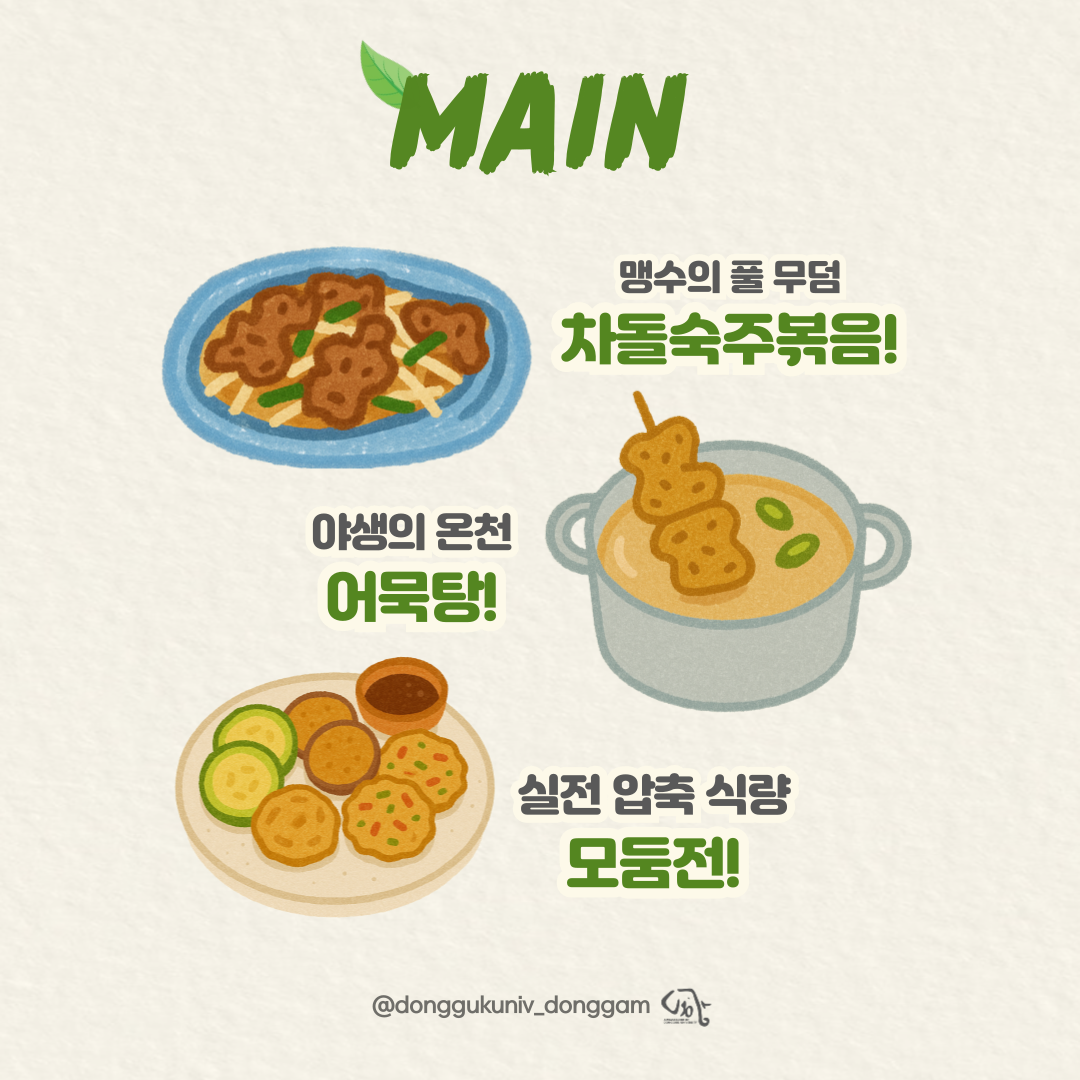 MAIN
맹수의 풀 무덤
차돌숙주볶음!
야생의 온천
어묵탕!
실전 압축 식량
모둠전!
@donggukuniv_donggam